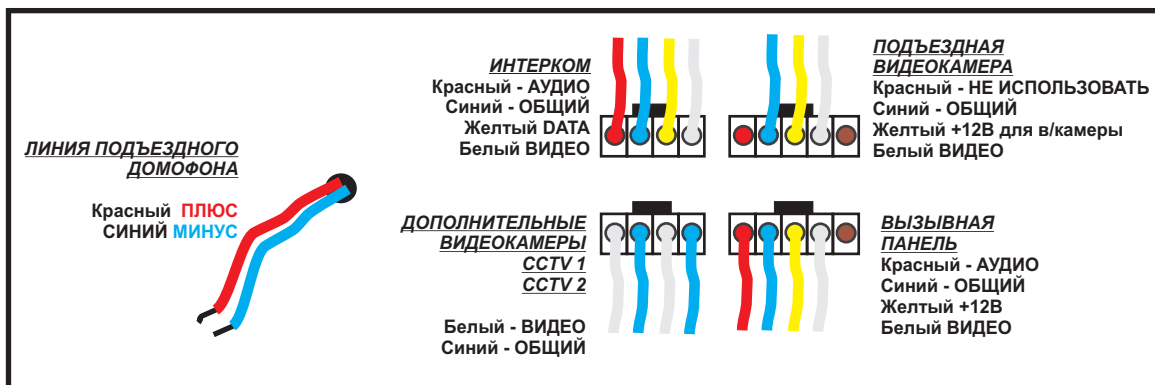 ЛИНИЯ ПОДЪЕЗДНОГО
ДОМОФОНА
Красный ПЛЮС
СИНИЙ МИНУС
ИНТЕРКОМ
Красный - АУДИО
Синий - ОБЩИЙ
Желтый DATA
Белый ВИДЕО
ПОДЪЕЗДНАЯ
ВИДЕОКАМЕРА
Красный - НЕ ИСПОЛЬЗОВАТЬ
Синий - ОБЩИЙ
Желтый +12В для в/камеры
Белый ВИДЕО
ДОПОЛНИТЕЛЬНЫЕ
ВИДЕОКАМЕРЫ
CCTV 1
CCTV 2
Белый - ВИДЕО
Синий - ОБЩИЙ
ВЫЗЫВНАЯ
ПАНЕЛЬ
Красный - АУДИО
Синий - ОБЩИЙ
Желтый +12В
Белый ВИДЕО